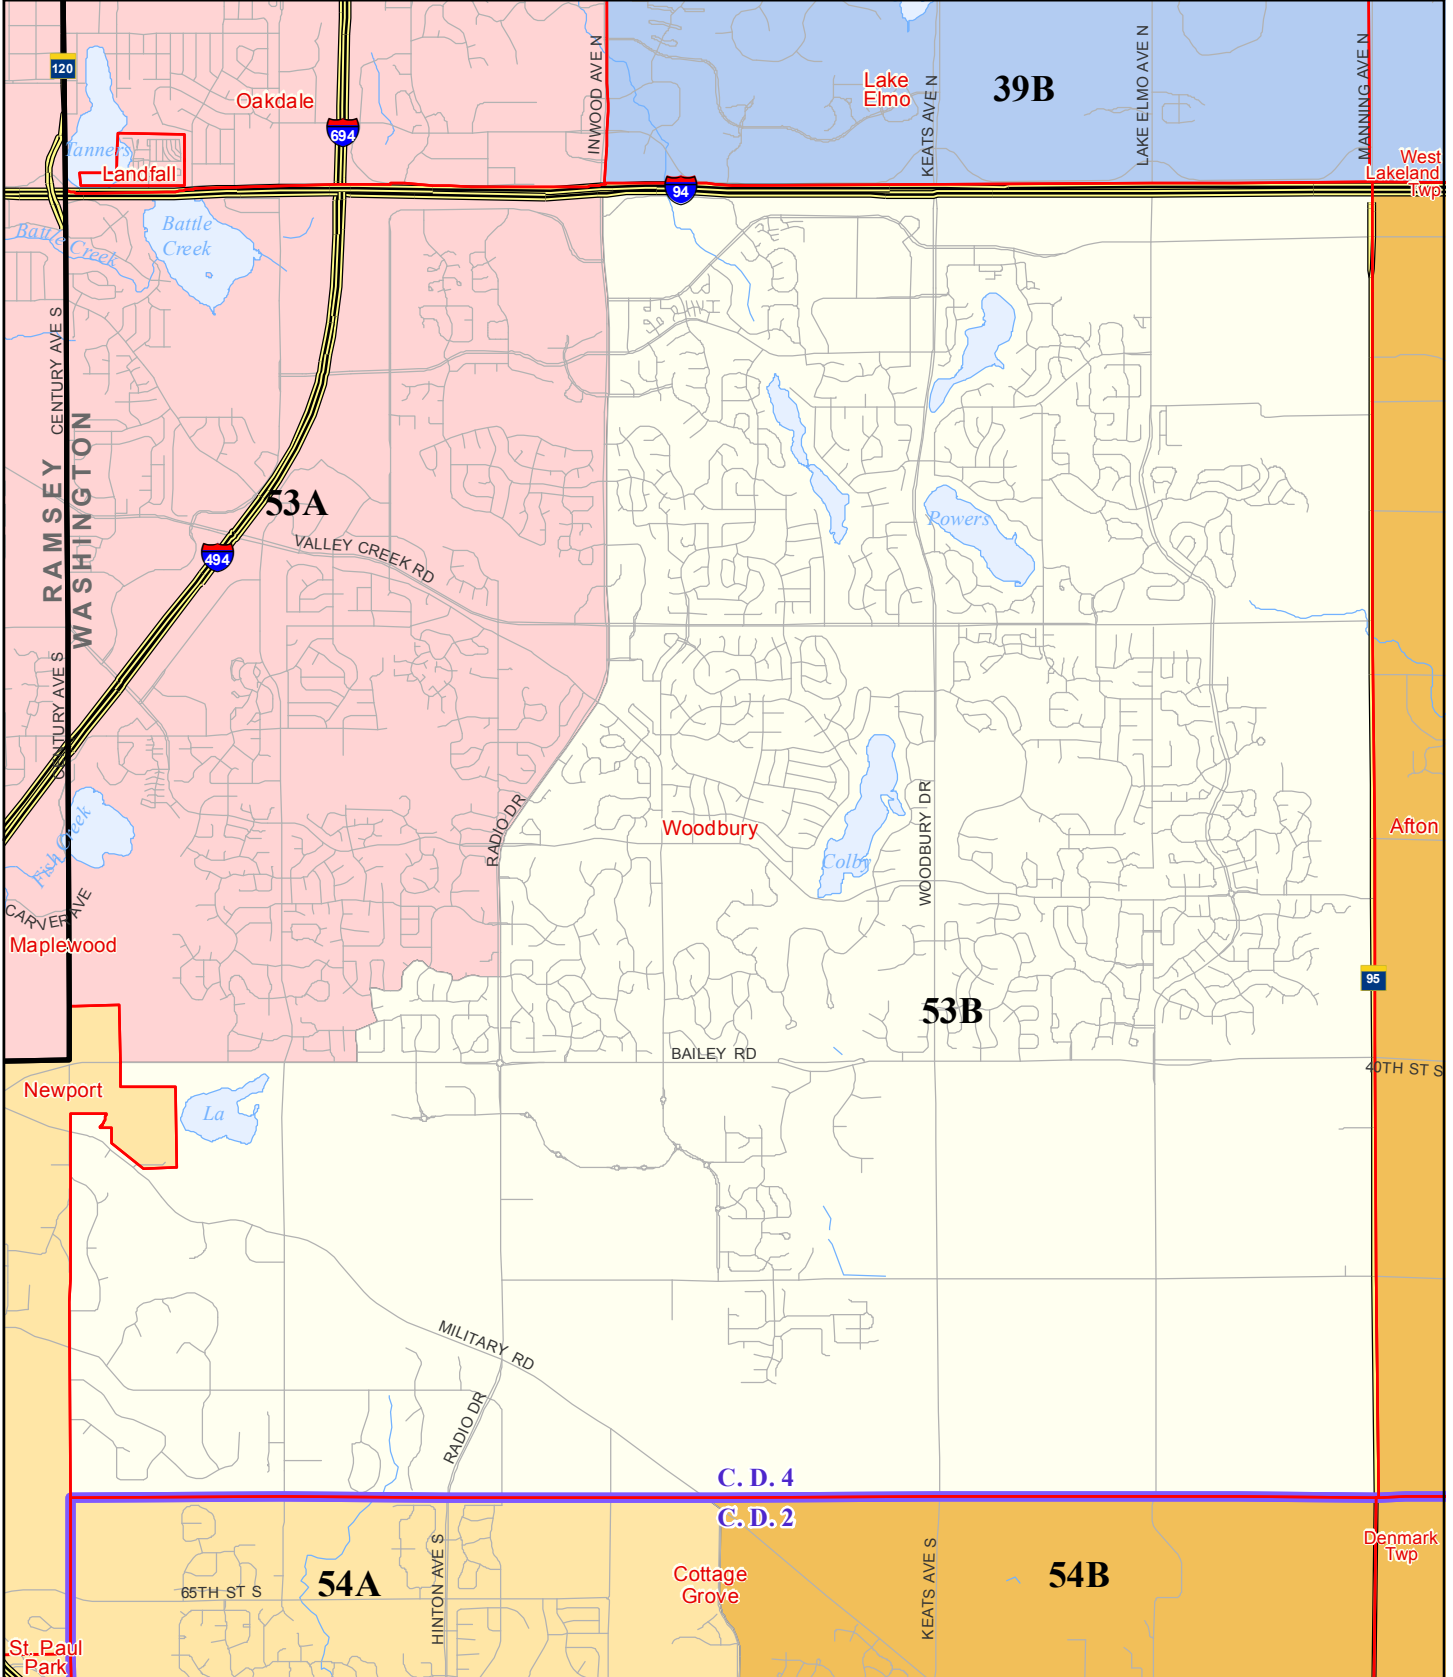 INWOOD AVE N
LAKE ELMO AVE N
MANNING AVE N
120
Lake
Elmo
39B
KEATS AVE N
Oakdale
694
Tanners
Landfall
West
Lakeland
Twp
94
Battle
Creek
Battle Creek
CENTURY AVE S
RAMSEY
WASHINGTON
53A
Powers
VALLEY CREEK RD
494
CENTURY AVE S
RADIO DR
WOODBURY DR
Woodbury
Afton
Colby
Fish Creek
CARVER AVE
Maplewood
95
53B
BAILEY RD
40TH ST S
Newport
La
MILITARY RD
RADIO DR
C. D. 4
C. D. 2
HINTON AVE S
KEATS AVE S
Denmark
Twp
54A
54B
Cottage
Grove
65TH ST S
St. Paul
Park